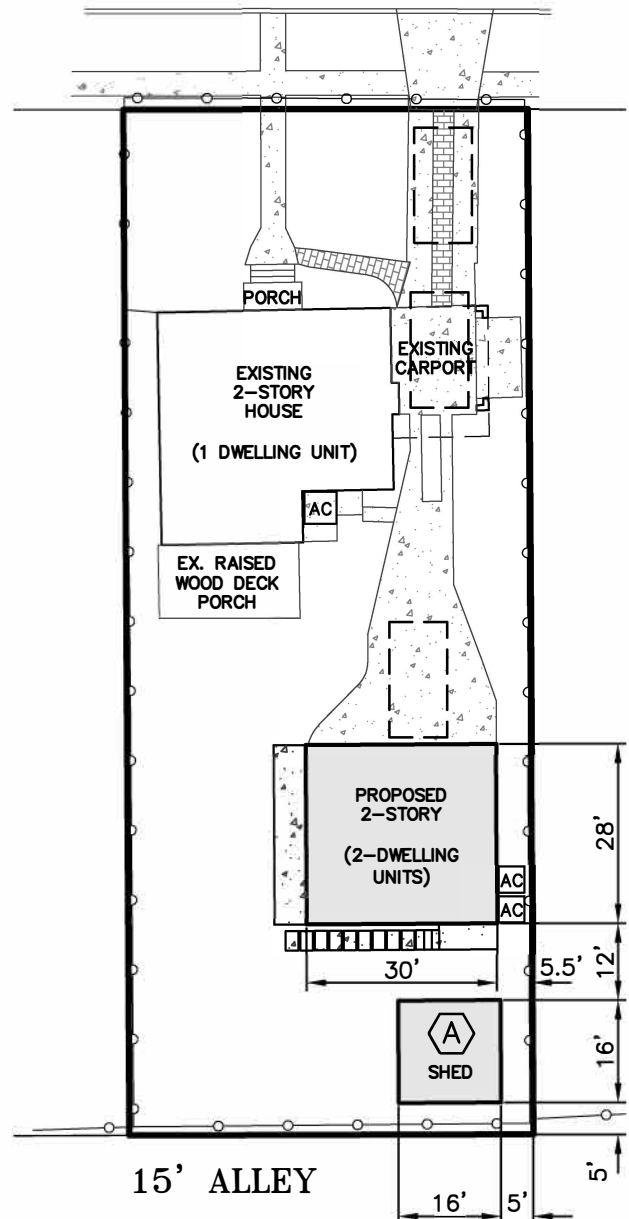 PORCH
EXISTING
2-STORY
HOUSE
(1 DWELLING UNIT)
EXISTING
CARPORT
AC
EX. RAISED
WOOD DECK
PORCH
PROPOSED
2-STORY
(2-DWELLING
UNITS)
AC
AC
28'
30'
5.5'
12'
A
SHED
16'
5'
15' ALLEY
16'
5'